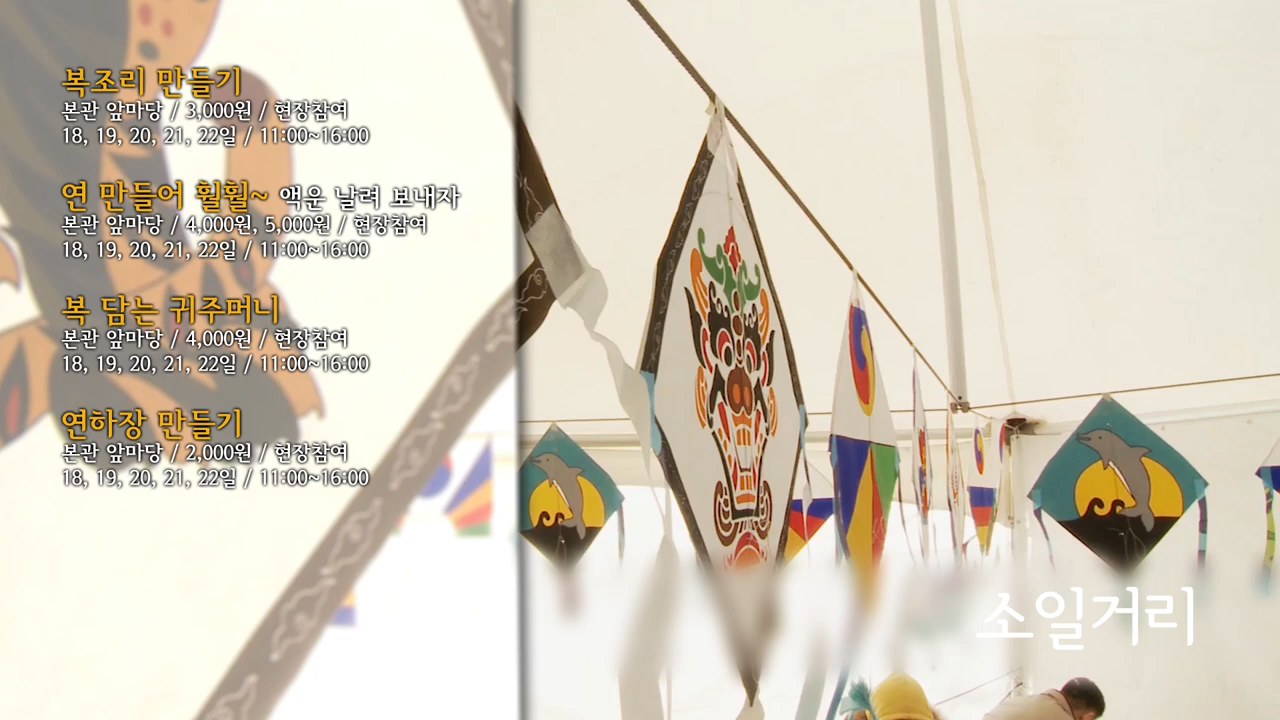 복조리 만들기
본관 앞마당 / 3,000원 / 현장참여
18, 19, 20, 21, 22일 / 11:00~16:00
연 만들어 훨훨~ 액운 날려 보내자
본관 앞마당 / 4,000원, 5,000원 / 현장참여
18, 19, 20, 21, 22일 / 11:00~16:00
복 담는 귀주머니
본관 앞마당 / 4,000원 / 현장참여
18, 19, 20, 21, 22일 / 11:00~16:00
연하장 만들기
본관 앞마당 / 2,000원 / 현장참여
18, 19, 20, 21, 22일 / 11:00~16:00
소일거리